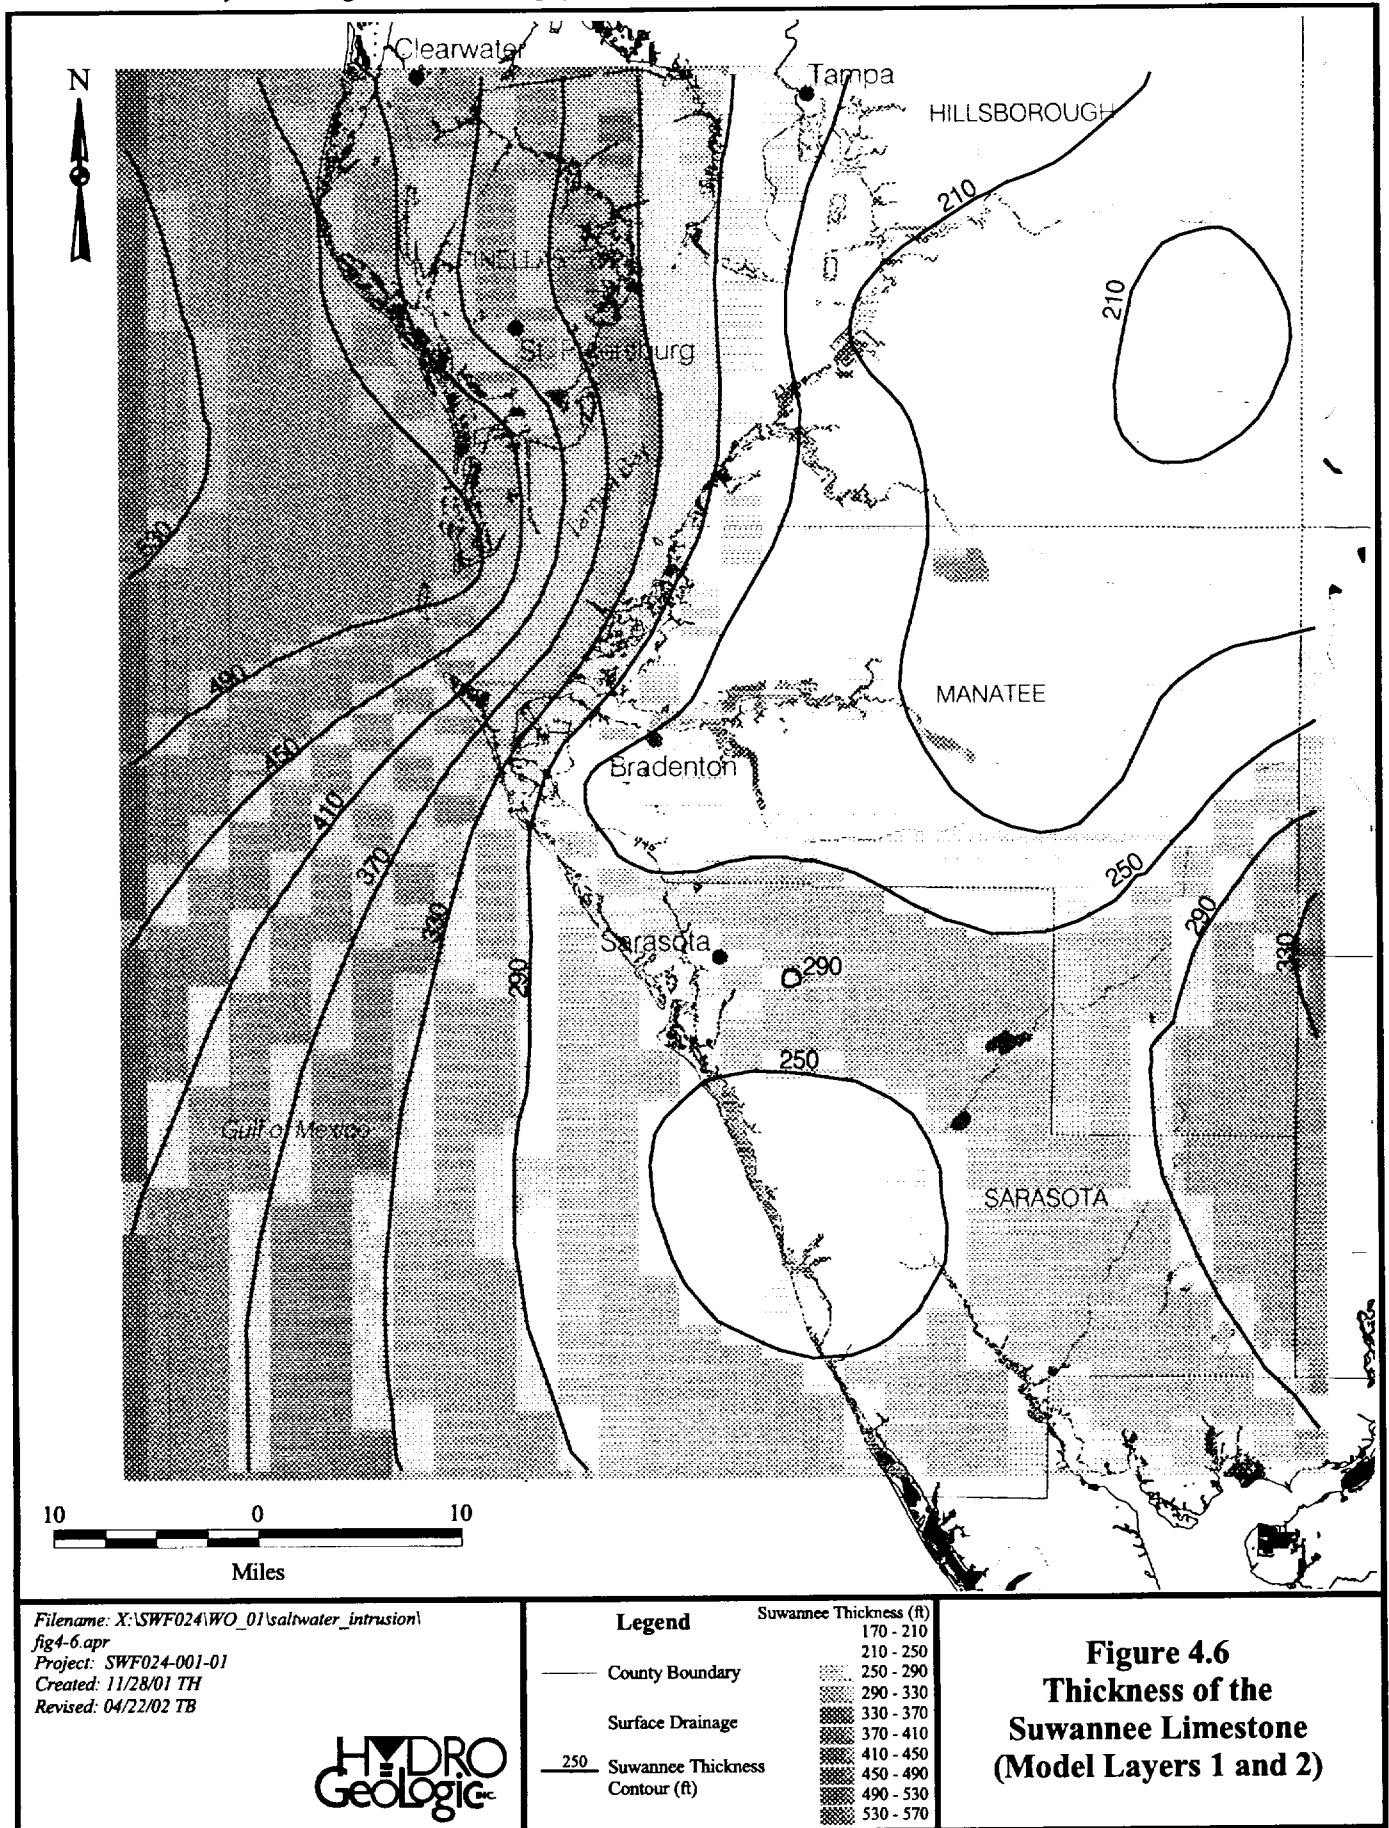 Clearwater
N
Tampa
HILLSBOROUGH
210
210
PINELLAS
St. Petersburg
Tampa Bay
530
490
MANATEE
450
Bradenton
410
370
250
330
290
Sarasota
290
330
290
250
Gulf of Mexico
SARASOTA
10 0 10
Miles
Filename: X:\SWF024\WO_01\saltwater_intrusion\
fig4-6.apr
Project: SWF024-001-01
Created: 11/28/01 TH
Revised: 04/22/02 TB
HYDRO
GeoLogic INC.
Legend
County Boundary
Surface Drainage
250 Suwannee Thickness
Contour (ft)
Suwannee Thickness (ft)
170 - 210
210 - 250
250 - 290
290 - 330
330 - 370
370 - 410
410 - 450
450 - 490
490 - 530
530 - 570
Figure 4.6
Thickness of the
Suwannee Limestone
(Model Layers 1 and 2)